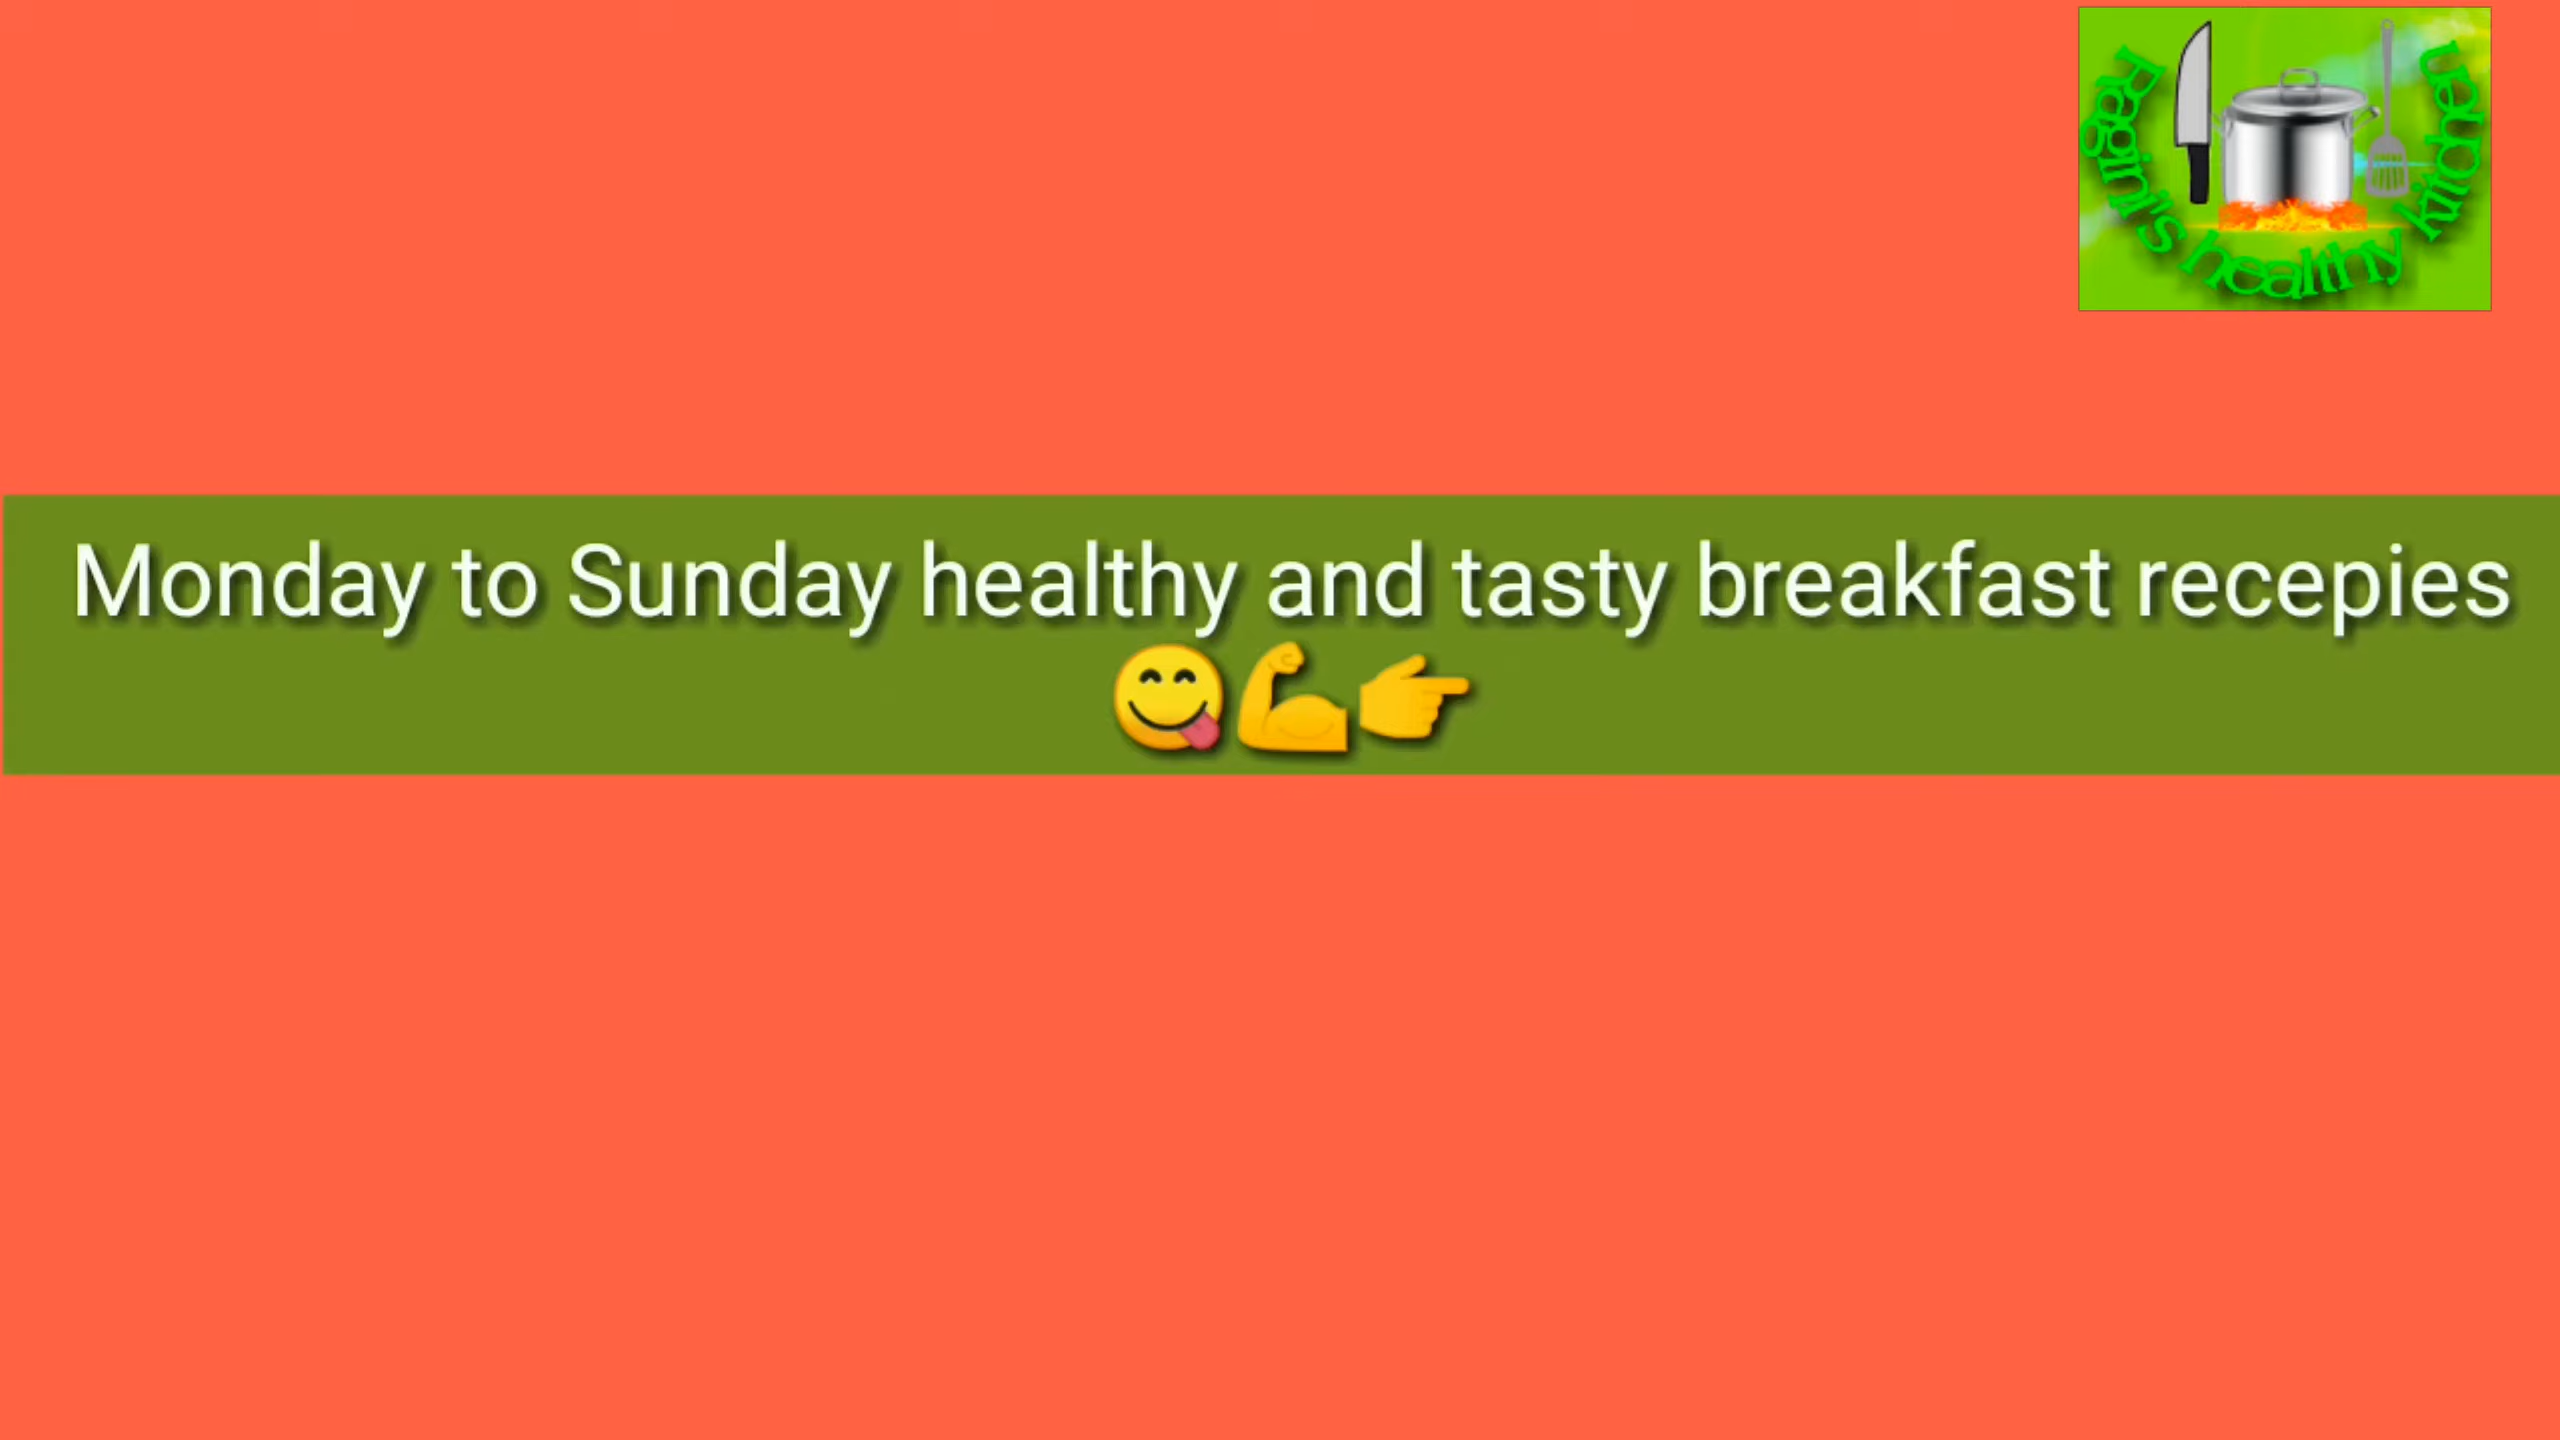 Ragini's healthy kitchen
Monday to Sunday healthy and tasty breakfast recepies
😋💪👉